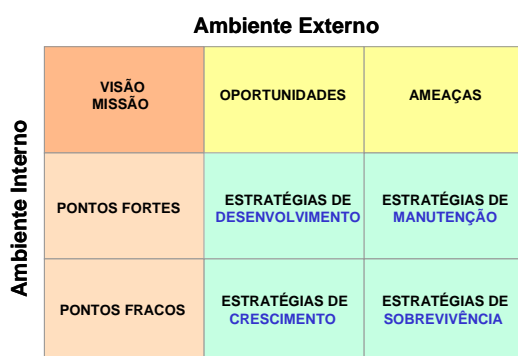 Ambiente Externo
VISÃO
MISSÃO
OPORTUNIDADES
AMEAÇAS
Ambiente Interno
PONTOS FORTES
ESTRATÉGIAS DE
DESENVOLVIMENTO
ESTRATÉGIAS DE
MANUTENÇÃO
PONTOS FRACOS
ESTRATÉGIAS DE
CRESCIMENTO
ESTRATÉGIAS DE
SOBREVIVÊNCIA